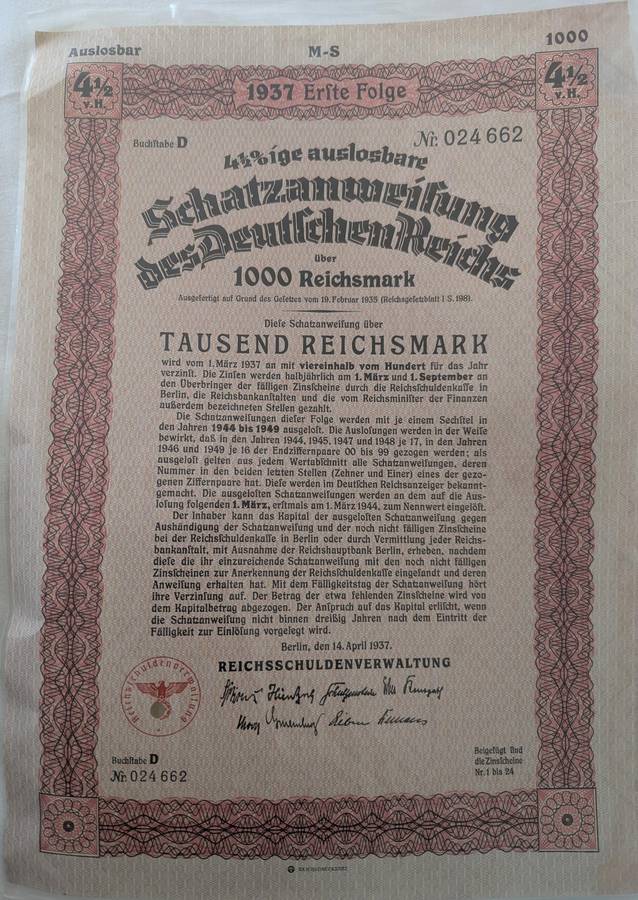 Auslosbar
M-S
1000
4½
v.H.
1937 Erſte Folge
4½
v.H.
Buchſtabe D
Nr. 024 662
4½%ige auslosbare
Schatzanweiſung
des Deutſchen Reichs
über
1000 Reichsmark
Ausgefertigt auf Grund des Geſetzes vom 19. Februar 1935 (Reichsgeſetzblatt I S. 198).
Dieſe Schatzanweiſung über
TAUSEND REICHSMARK
wird vom 1. März 1937 an mit viereinhalb vom Hundert für das Jahr
verzinſt. Die Zinſen werden halbjährlich am 1. März und 1. September an
den Überbringer der fälligen Zinsſcheine durch die Reichsſchuldenkaſſe in
Berlin, die Reichsbankanſtalten und die vom Reichsminiſter der Finanzen
außerdem bezeichneten Stellen gezahlt.
Die Schatzanweiſungen dieſer Folge werden mit je einem Sechſtel in
den Jahren 1944 bis 1949 ausgeloſt. Die Ausloſungen werden in der Weiſe
bewirkt, daß in den Jahren 1944, 1945, 1947 und 1948 je 17, in den Jahren
1946 und 1949 je 16 der Endziffernpaare 00 bis 99 gezogen werden; als
ausgeloſt gelten aus jedem Wertabſchnitt alle Schatzanweiſungen, deren
Nummer in den beiden letzten Stellen (Zehner und Einer) eines der gezo-
genen Ziffernpaare hat. Dieſe werden im Deutſchen Reichsanzeiger bekannt-
gemacht. Die ausgeloſten Schatzanweiſungen werden an dem auf die Aus-
loſung folgenden 1. März, erſtmals am 1. März 1944, zum Nennwert eingelöſt.
Der Inhaber kann das Kapital der ausgeloſten Schatzanweiſung gegen
Aushändigung der Schatzanweiſung und der noch nicht fälligen Zinsſcheine
bei der Reichsſchuldenkaſſe in Berlin oder durch Vermittlung jeder Reichs-
bankanſtalt, mit Ausnahme der Reichshauptbank Berlin, erheben, nachdem
dieſe die ihr einzureichende Schatzanweiſung mit den noch nicht fälligen
Zinsſcheinen zur Anerkennung der Reichsſchuldenkaſſe eingeſandt und deren
Anweiſung erhalten hat. Mit dem Fälligkeitstag der Schatzanweiſung hört
ihre Verzinſung auf. Der Betrag der etwa fehlenden Zinsſcheine wird von
dem Kapitalbetrag abgezogen. Der Anſpruch auf das Kapital erliſcht, wenn
die Schatzanweiſung nicht binnen dreißig Jahren nach dem Eintritt der
Fälligkeit zur Einlöſung vorgelegt wird.
Berlin, den 14. April 1937.
REICHSSCHULDENVERWALTUNG
Reichsſchuldenverwaltung
Buchſtabe D
Nr. 024 662
Beigefügt ſind
die Zinsſcheine
Nr. 1 bis 24
REICHSDRUCKEREI